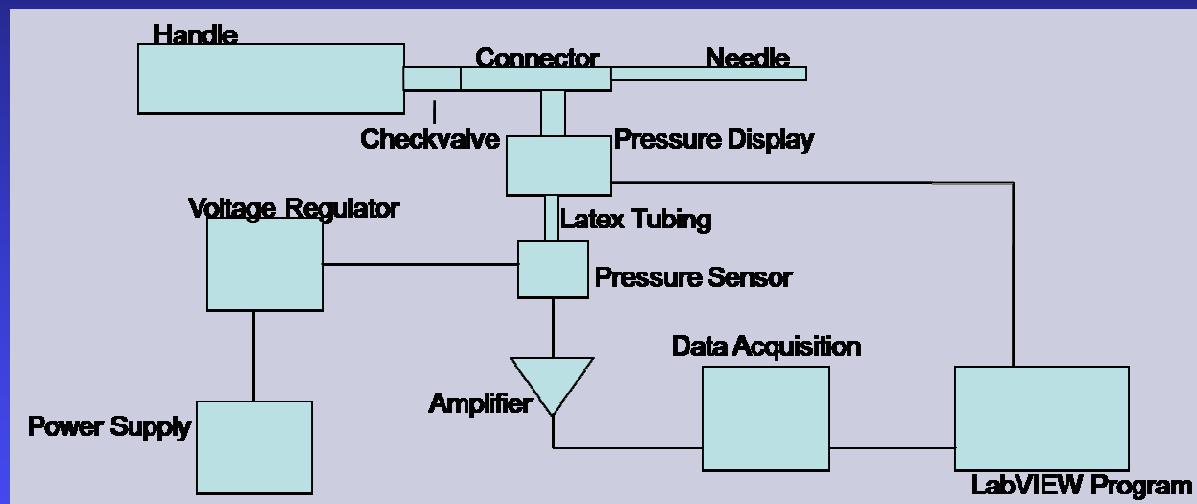 Handle
Connector
Needle
Checkvalve
Pressure Display
Voltage Regulator
Latex Tubing
Pressure Sensor
Data Acquisition
Amplifier
Power Supply
LabVIEW Program